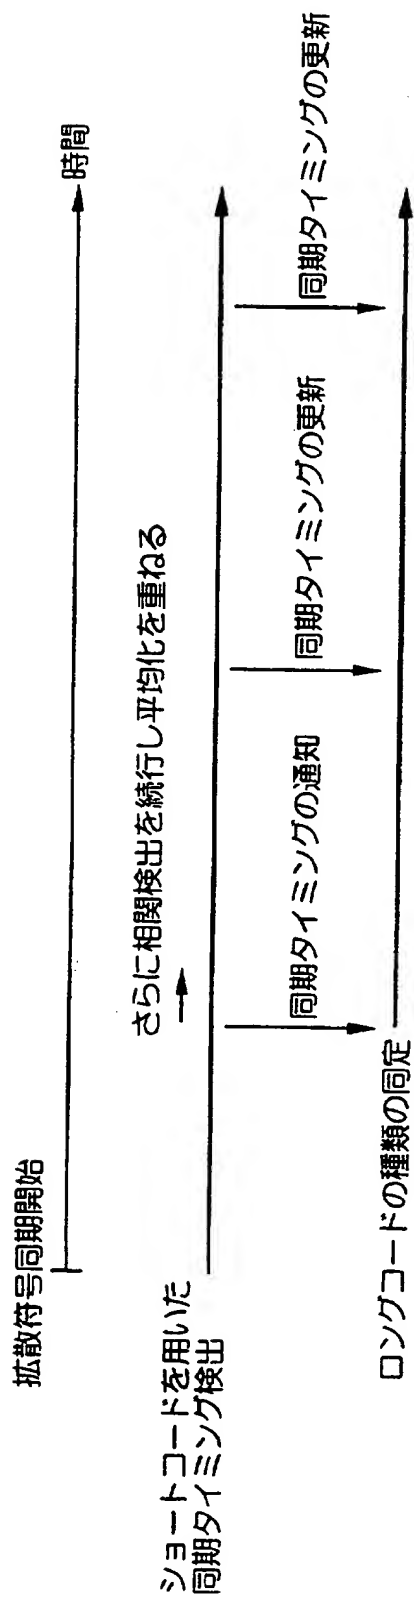 拡散符号同期開始
時間
ショートコードを用いた
同期タイミング検出
さらに相関検出を続行し平均化を重ねる
同期タイミングの通知
同期タイミングの更新
同期タイミングの更新
ロングコードの種類の同定